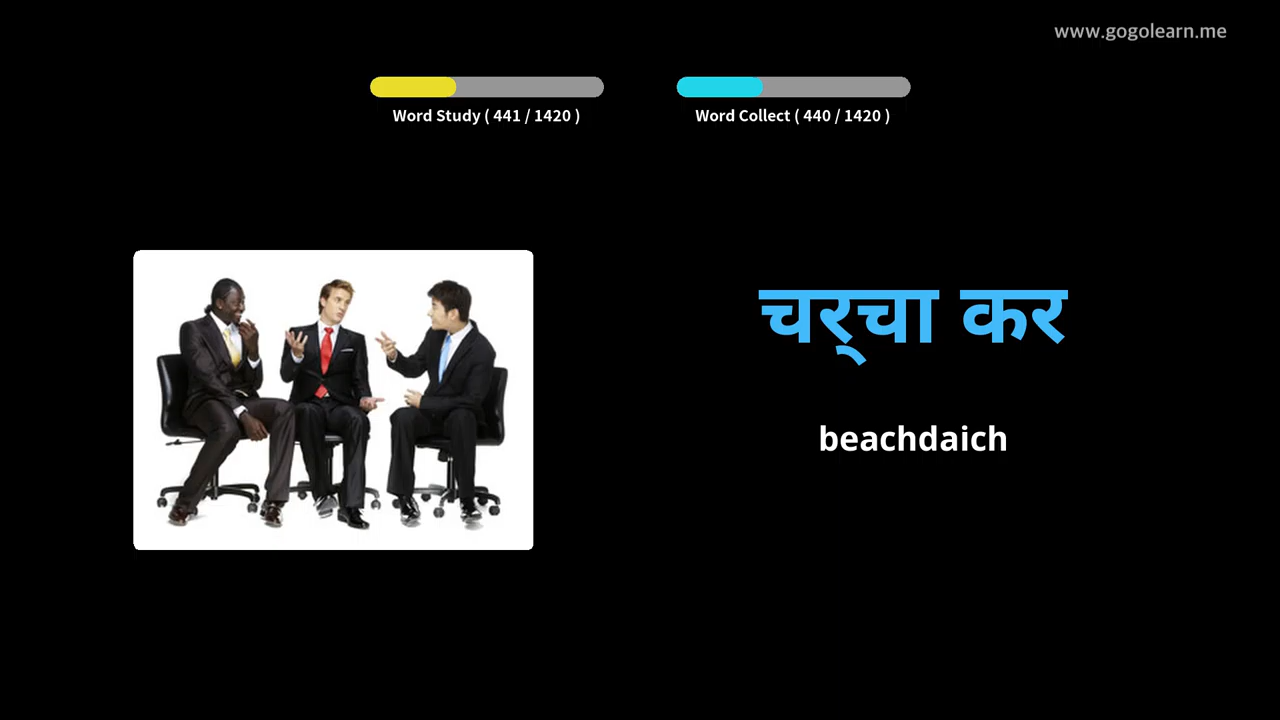 www.gogolearn.me
Word Study ( 441 / 1420 )
Word Collect ( 440 / 1420 )
चर्‌चा कर
beachdaich